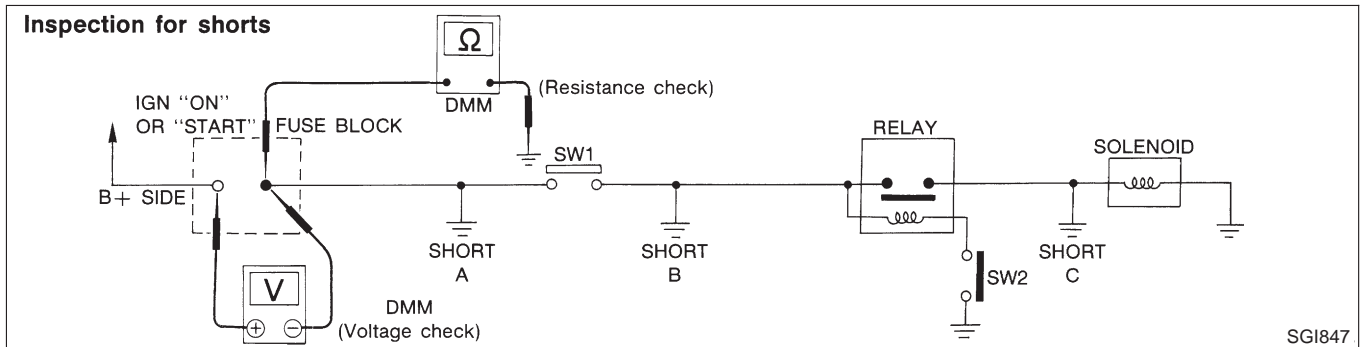 Inspection for shorts
Ω
DMM
(Resistance check)
IGN "ON"
OR "START"
FUSE BLOCK
B+ SIDE
SW1
RELAY
SOLENOID
SHORT
A
SHORT
B
SHORT
C
SW2
V
+ −
DMM
(Voltage check)
SGI847